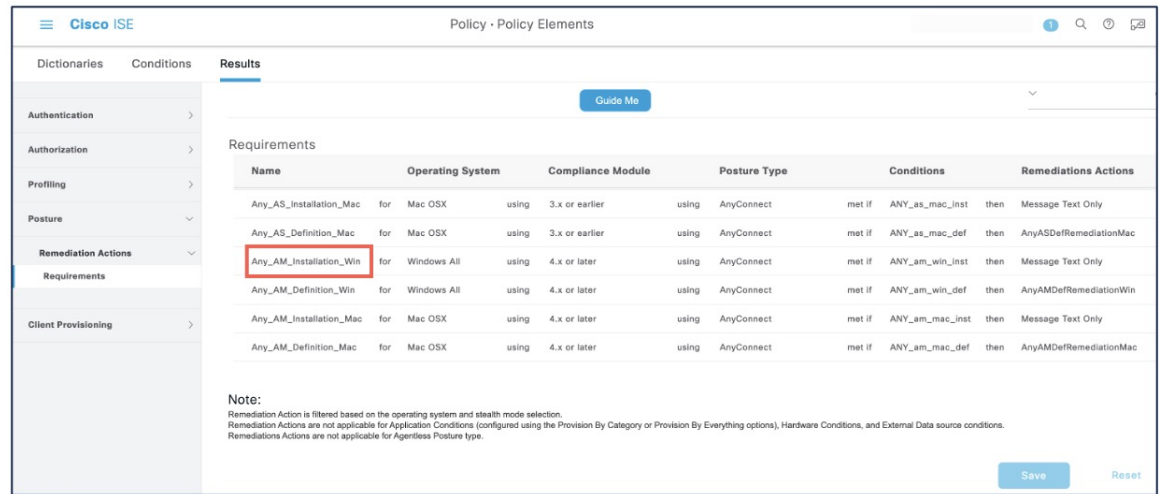 Cisco ISE
Policy · Policy Elements
1
Dictionaries Conditions Results
Guide Me
Authentication
Authorization
Profiling
Posture
Remediation Actions
Requirements
Client Provisioning
Requirements
Name Operating System Compliance Module Posture Type Conditions Remediations Actions
Any_AS_Installation_Mac for Mac OSX using 3.x or earlier using AnyConnect met if ANY_as_mac_inst then Message Text Only
Any_AS_Definition_Mac for Mac OSX using 3.x or earlier using AnyConnect met if ANY_as_mac_def then AnyASDefRemediationMac
Any_AM_Installation_Win for Windows All using 4.x or later using AnyConnect met if ANY_am_win_inst then Message Text Only
Any_AM_Definition_Win for Windows All using 4.x or later using AnyConnect met if ANY_am_win_def then AnyAMDefRemediationWin
Any_AM_Installation_Mac for Mac OSX using 4.x or later using AnyConnect met if ANY_am_mac_inst then Message Text Only
Any_AM_Definition_Mac for Mac OSX using 4.x or later using AnyConnect met if ANY_am_mac_def then AnyAMDefRemediationMac
Note:
Remediation Action is filtered based on the operating system and stealth mode selection.
Remediation Actions are not applicable for Application Conditions (configured using the Provision By Category or Provision By Everything options), Hardware Conditions, and External Data source conditions.
Remediations Actions are not applicable for Agentless Posture type.
Save Reset